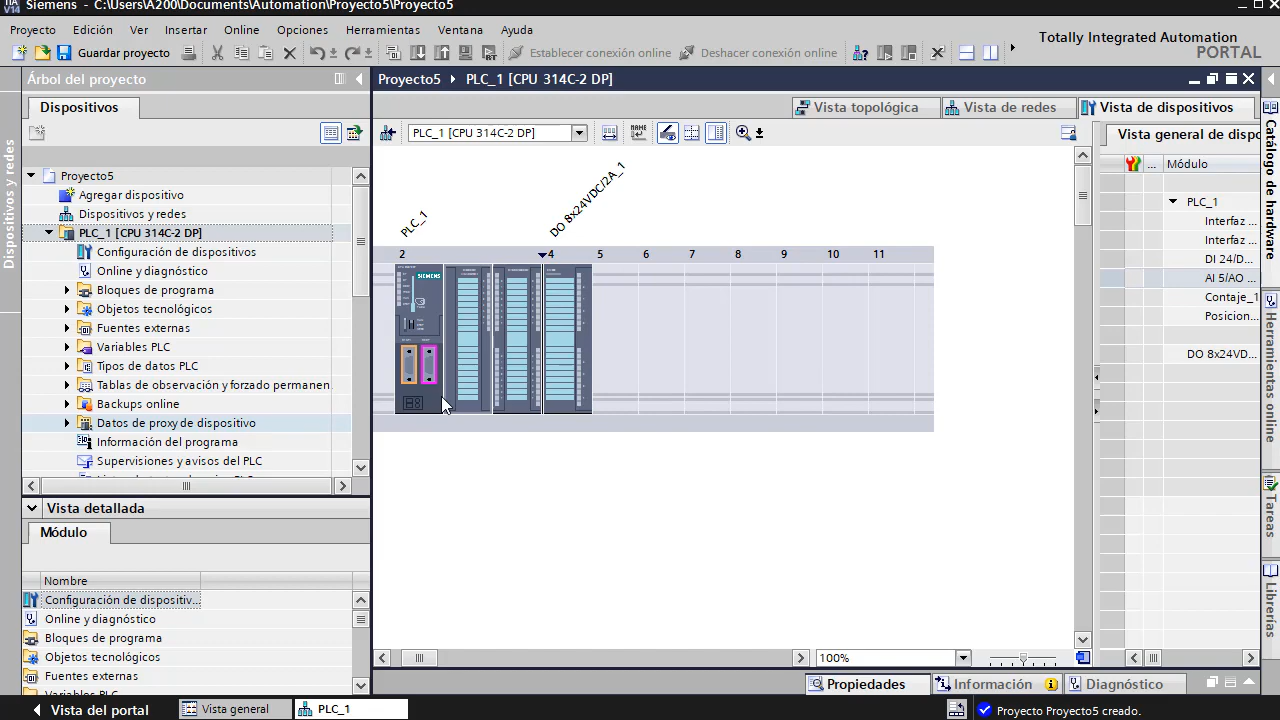 Siemens - C:\Users\A200\Documents\Automation\Proyecto5\Proyecto5
Proyecto Edición Ver Insertar Online Opciones Herramientas Ventana Ayuda
Guardar proyecto Establecer conexión online Deshacer conexión online
Totally Integrated Automation
PORTAL
Árbol del proyecto
Dispositivos
Proyecto5
Agregar dispositivo
Dispositivos y redes
PLC_1 [CPU 314C-2 DP]
Configuración de dispositivos
Online y diagnóstico
Bloques de programa
Objetos tecnológicos
Fuentes externas
Variables PLC
Tipos de datos PLC
Tablas de observación y forzado permanen
Backups online
Datos de proxy de dispositivo
Información del programa
Supervisiones y avisos del PLC
Vista detallada
Módulo
Nombre
Configuración de dispositiv...
Online y diagnóstico
Bloques de programa
Objetos tecnológicos
Fuentes externas
Variables PLC
Dispositivos y redes
Proyecto5 PLC_1 [CPU 314C-2 DP]
Vista topológica Vista de redes Vista de dispositivos
PLC_1 [CPU 314C-2 DP]
PLC_1
DO 8x24VDC/2A_1
2 4 5 6 7 8 9 10 11
SIEMENS
100%
Vista general de dispo
... Módulo
PLC_1
Interfaz
Interfaz
DI 24/D...
AI 5/AO ...
Contaje_1
Posicion
DO 8x24VD...
Catálogo de hardware
Herramientas online
Tareas
Librerías
Propiedades Información Diagnóstico
Vista del portal Vista general PLC_1
Proyecto Proyecto5 creado.